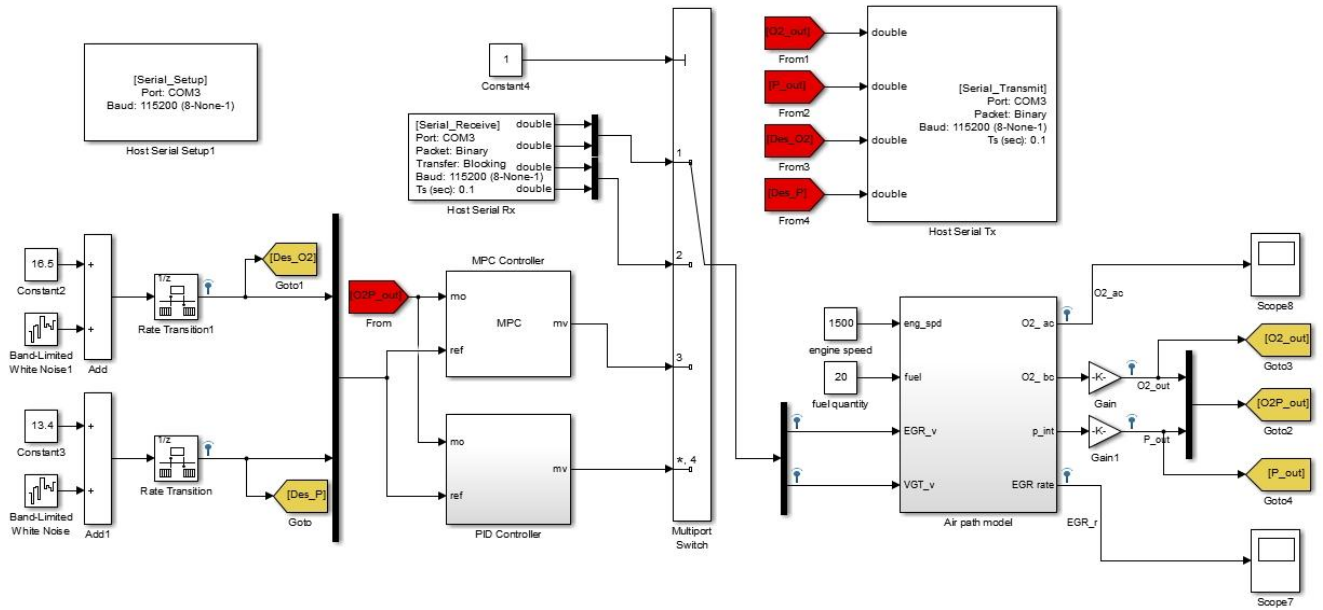 [Serial_Setup]
Port: COM3
Baud: 115200 (8-None-1)
Host Serial Setup1
1
Constant4
[Serial_Receive]
Port: COM3
Packet: Binary
Transfer: Blocking
Baud: 115200 (8-None-1)
Ts (sec): 0.1
double
double
double
double
Host Serial Rx
1
2
3
*, 4
Multiport
Switch
[O2_out]
From1
[P_out]
From2
[Des_O2]
From3
[Des_P]
From4
double
double
double
double
[Serial_Transmit]
Port: COM3
Packet: Binary
Baud: 115200 (8-None-1)
Ts (sec): 0.1
Host Serial Tx
16.5
Constant2
Band-Limited
White Noise1
+
+
Add
1/z
Rate Transition1
[Des_O2]
Goto1
13.4
Constant3
Band-Limited
White Noise
+
+
Add1
1/z
Rate Transition
[Des_P]
Goto
[O2P_out]
From
MPC Controller
mo
MPC
mv
ref
mo
mv
ref
PID Controller
1500
engine speed
20
fuel quantity
eng_spd
fuel
EGR_v
VGT_v
O2_ ac
O2_ bc
p_int
EGR rate
Air path model
O2_ac
Scope8
-K-
Gain
O2_out
-K-
Gain1
P_out
[O2_out]
Goto3
[O2P_out]
Goto2
[P_out]
Goto4
EGR_r
Scope7